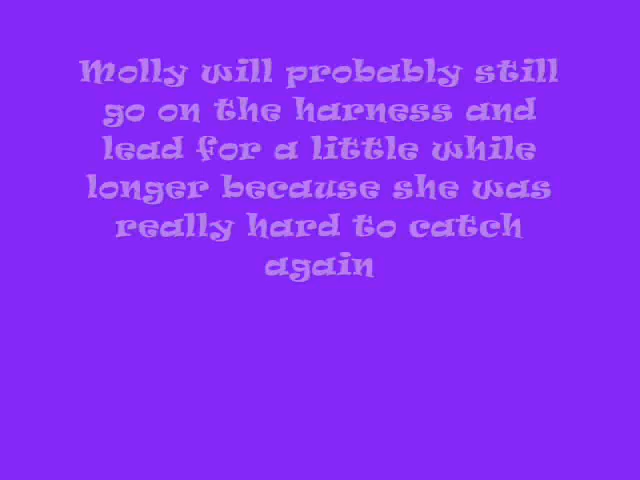 Molly will probably still
go on the harness and
lead for a little while
longer because she was
really hard to catch
again